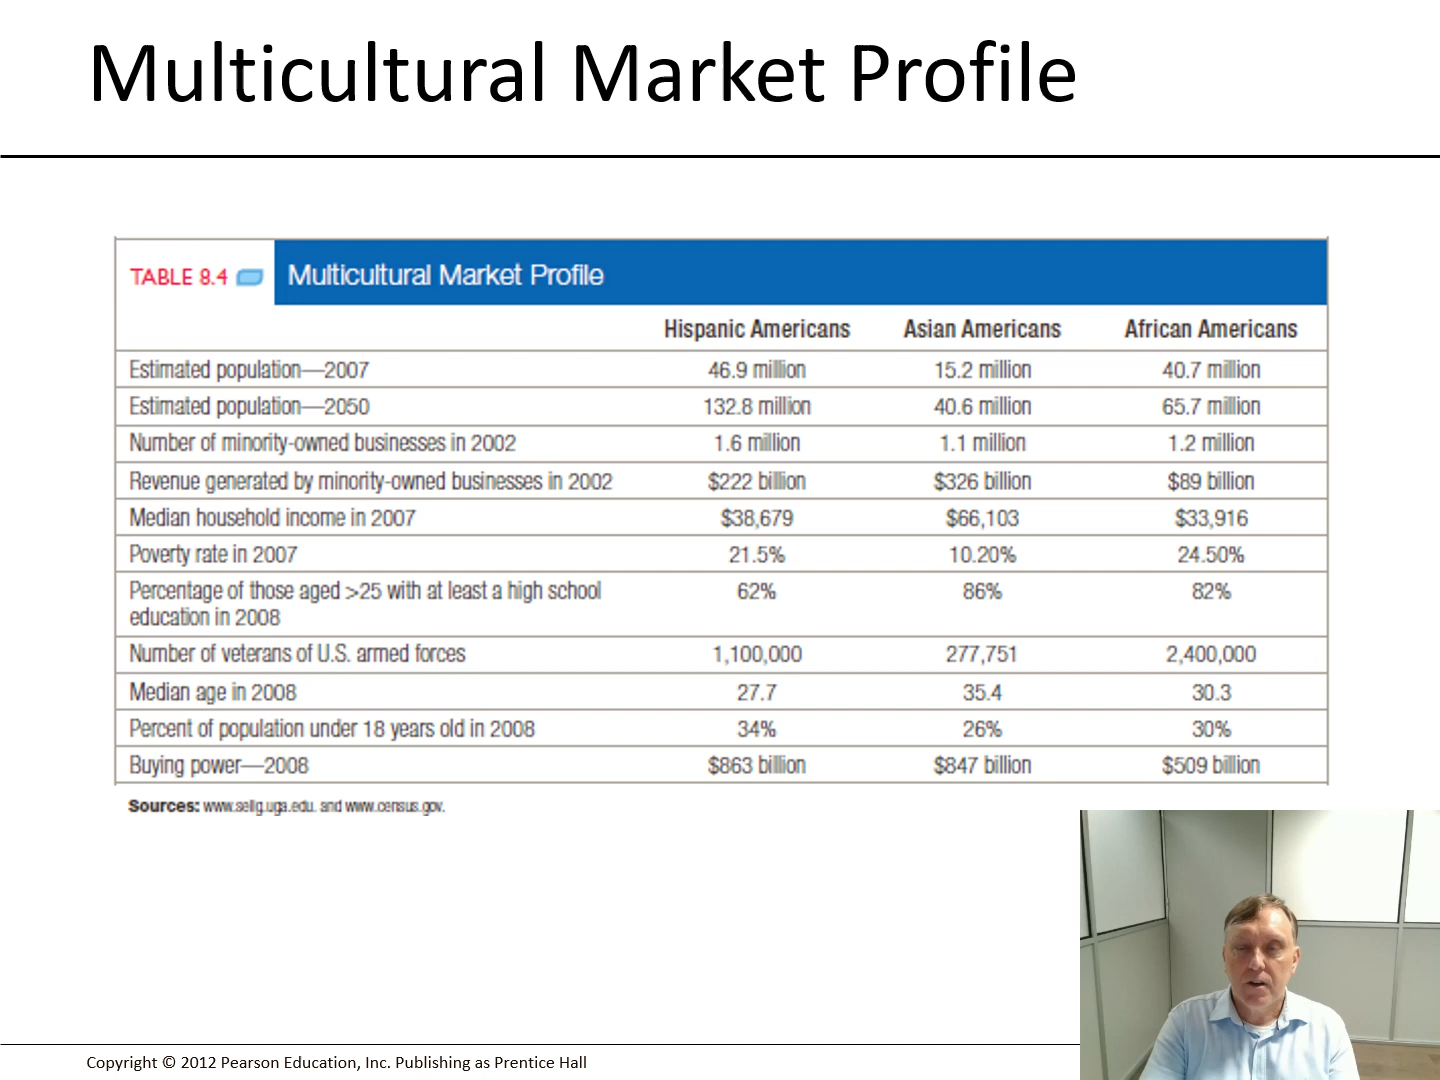 Multicultural Market Profile
TABLE 8.4 Multicultural Market Profile
Hispanic Americans Asian Americans African Americans
Estimated population—2007 46.9 million 15.2 million 40.7 million
Estimated population—2050 132.8 million 40.6 million 65.7 million
Number of minority-owned businesses in 2002 1.6 million 1.1 million 1.2 million
Revenue generated by minority-owned businesses in 2002 $222 billion $326 billion $89 billion
Median household income in 2007 $38,679 $66,103 $33,916
Poverty rate in 2007 21.5% 10.20% 24.50%
Percentage of those aged >25 with at least a high school 62% 86% 82%
education in 2008
Number of veterans of U.S. armed forces 1,100,000 277,751 2,400,000
Median age in 2008 27.7 35.4 30.3
Percent of population under 18 years old in 2008 34% 26% 30%
Buying power—2008 $863 billion $847 billion $509 billion
Sources: www.selig.uga.edu. and www.census.gov.
Copyright © 2012 Pearson Education, Inc. Publishing as Prentice Hall